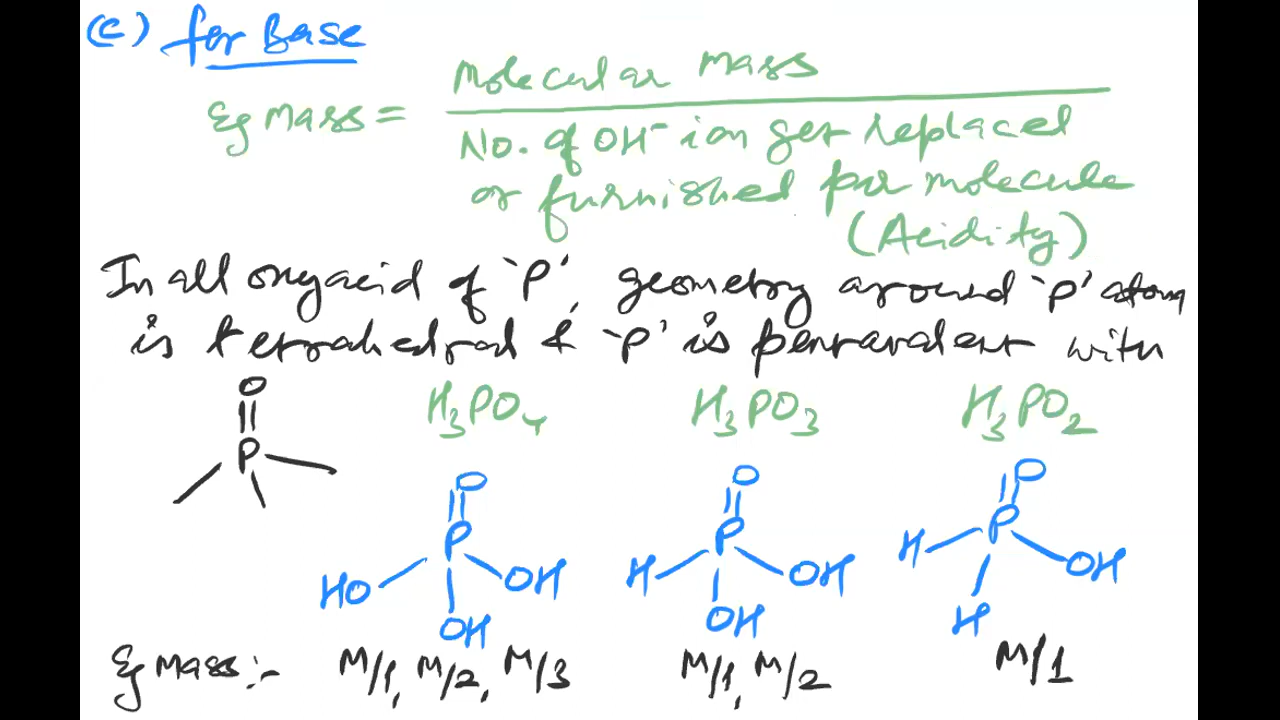 (c) for Base
Eq Mass = Molecular Mass
No. of OH⁻ ion get replaced
or furnished per molecule
(Acidity)
In all oxyacid of 'P', geometry around 'P' atom
is tetrahedral & 'P' is pentavalent with
O
P
H₃PO₄ H₃PO₃ H₃PO₂
O O O
P P P
HO OH H OH H OH
OH OH H
Eq Mass :- M/1, M/2, M/3 M/1, M/2 M/1